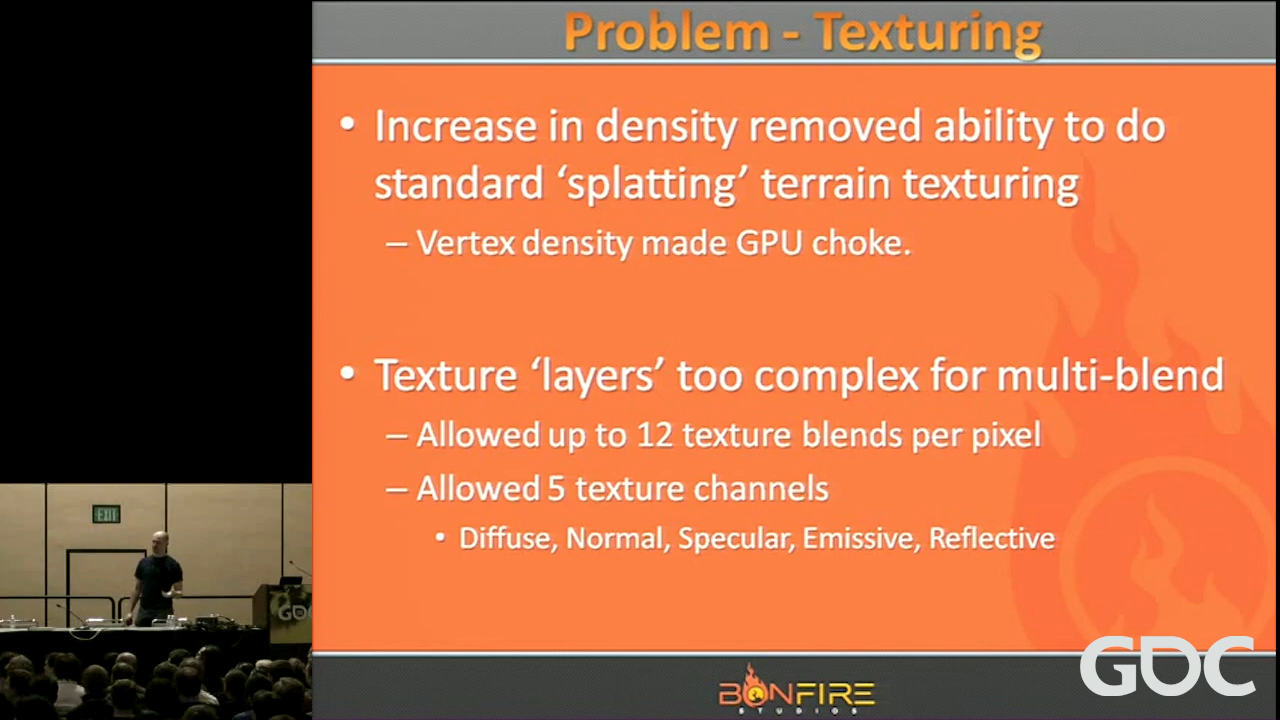 Problem - Texturing
• Increase in density removed ability to do
standard ‘splatting’ terrain texturing
– Vertex density made GPU choke.
• Texture ‘layers’ too complex for multi-blend
– Allowed up to 12 texture blends per pixel
– Allowed 5 texture channels
• Diffuse, Normal, Specular, Emissive, Reflective
EXIT
GDC
BONFIRE
STUDIOS
GDC